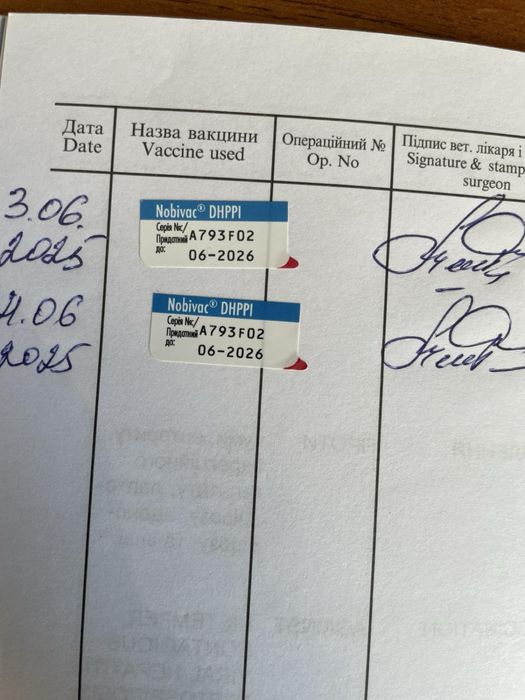 Дата
Date
Назва вакцини
Vaccine used
Операційний №
Op. No
Підпис вет. лікаря і
Signature & stamp
surgeon
3.06.
2025
Nobivac® DHPPI
Серія №:/
Придатний
до:
A793F02
06-2026
4.06
2025
Nobivac® DHPPI
Серія №:/
Придатний
до:
A793F02
06-2026